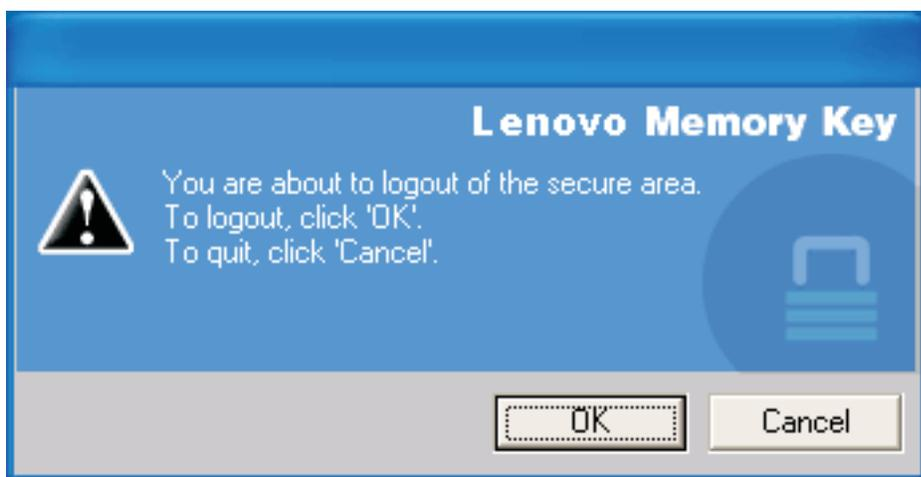 Lenovo Memory Key
You are about to logout of the secure area.
To logout, click 'OK'.
To quit, click 'Cancel'.
OK
Cancel